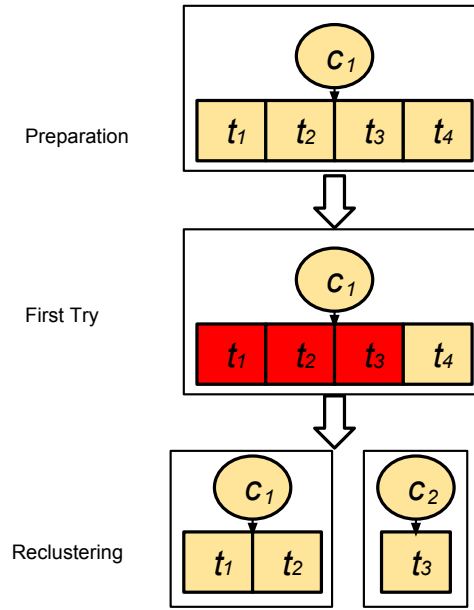 c1
Preparation
t1 t2 t3 t4
c1
First Try
t1 t2 t3 t4
c1 c2
Reclustering
t1 t2 t3